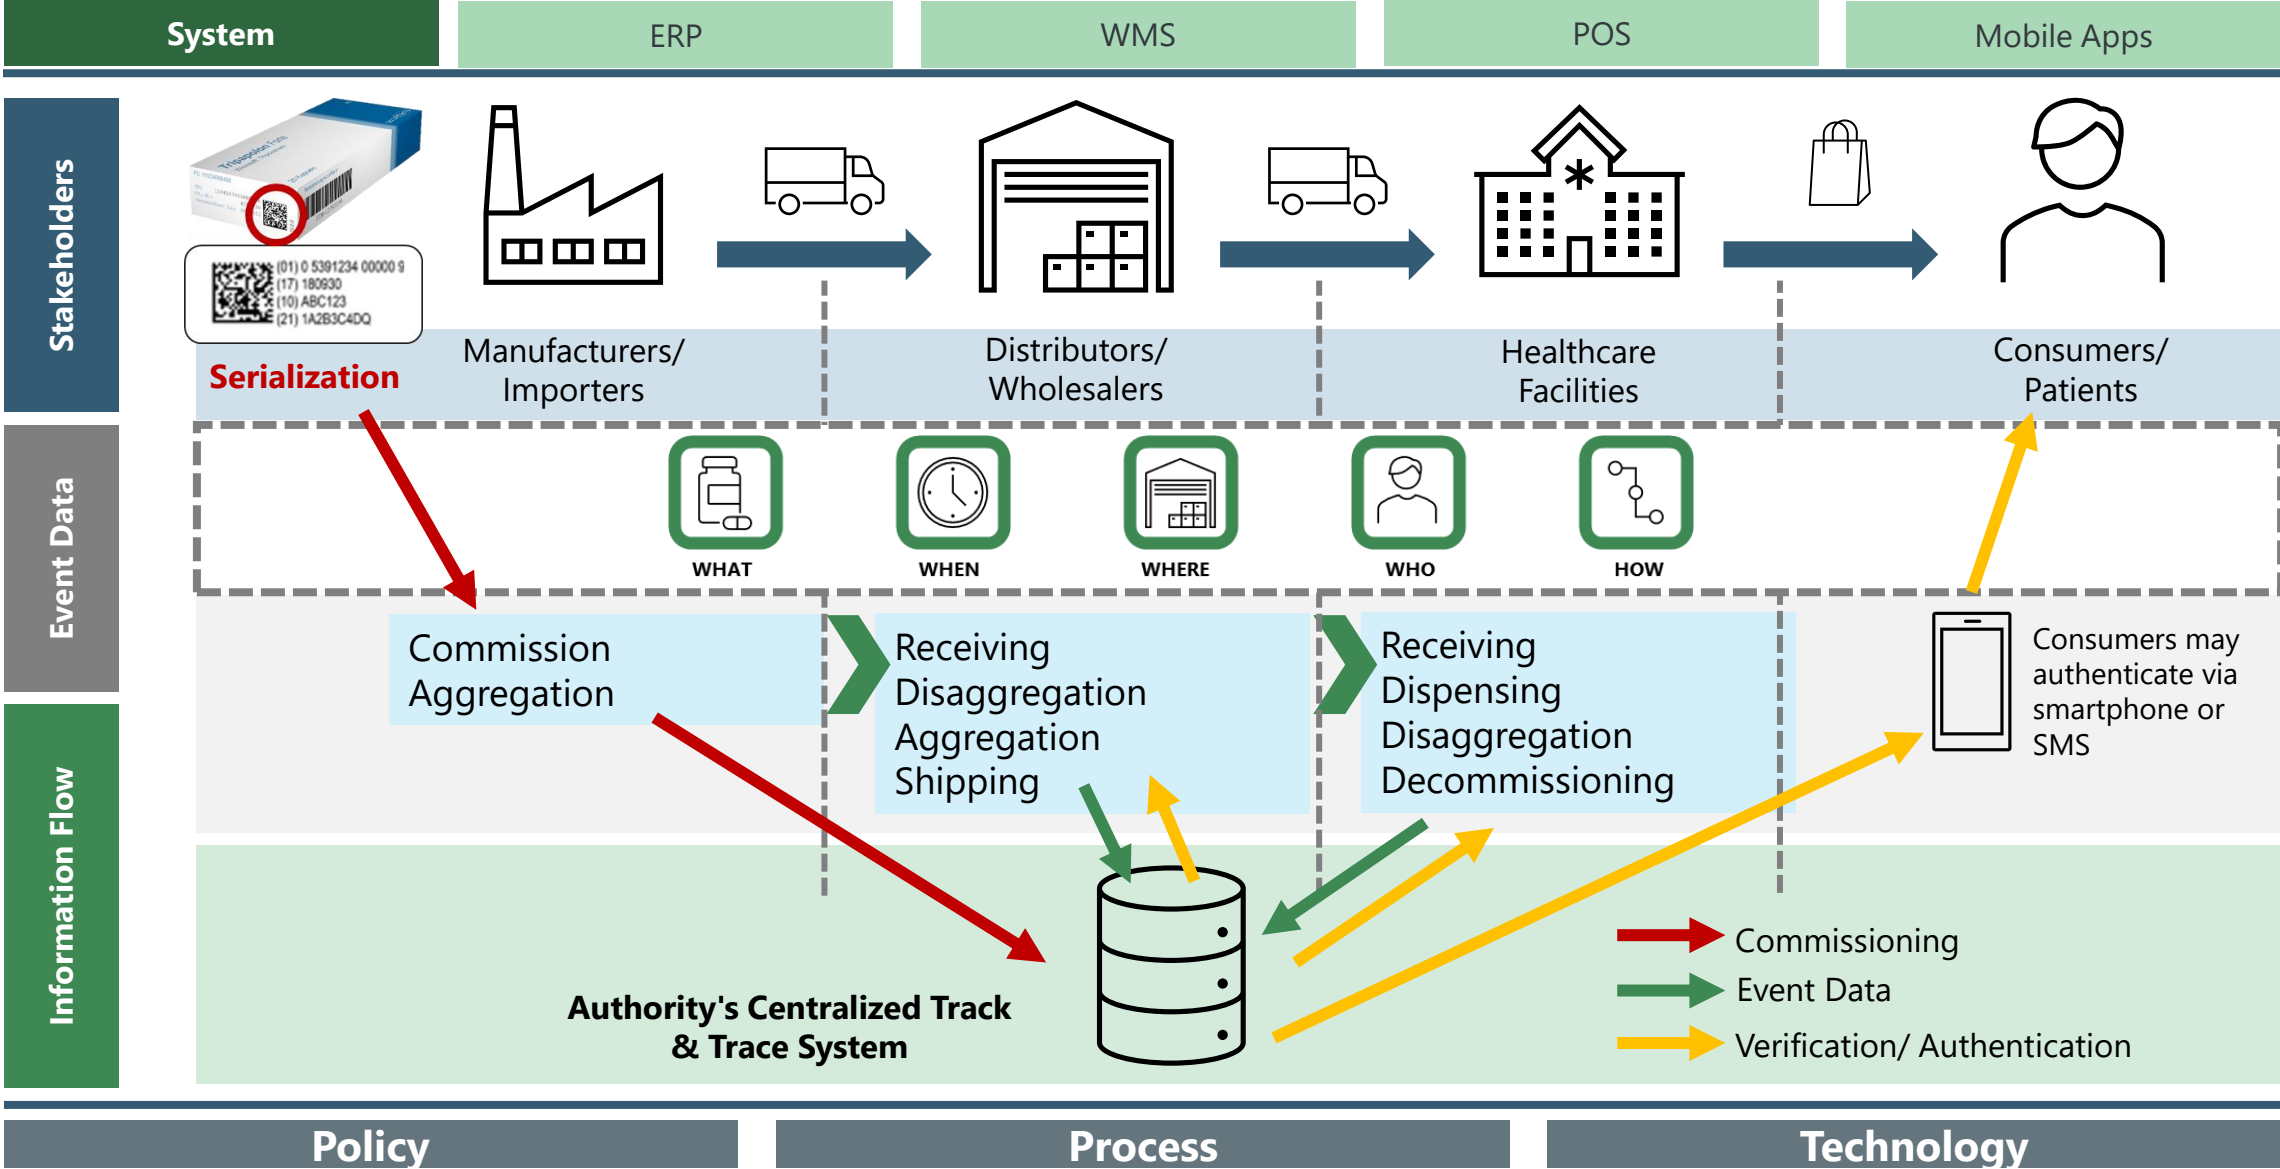 System
ERP
WMS
POS
Mobile Apps
Stakeholders
(01) 0 5391234 00000 9
(17) 180930
(10) ABC123
(21) 1A2B3C4DQ
Serialization
Manufacturers/
Importers
Distributors/
Wholesalers
Healthcare
Facilities
Consumers/
Patients
Event Data
WHAT
WHEN
WHERE
WHO
HOW
Commission
Aggregation
Receiving
Disaggregation
Aggregation
Shipping
Receiving
Dispensing
Disaggregation
Decommissioning
Consumers may
authenticate via
smartphone or
SMS
Information Flow
Authority's Centralized Track
& Trace System
Commissioning
Event Data
Verification/ Authentication
Policy
Process
Technology